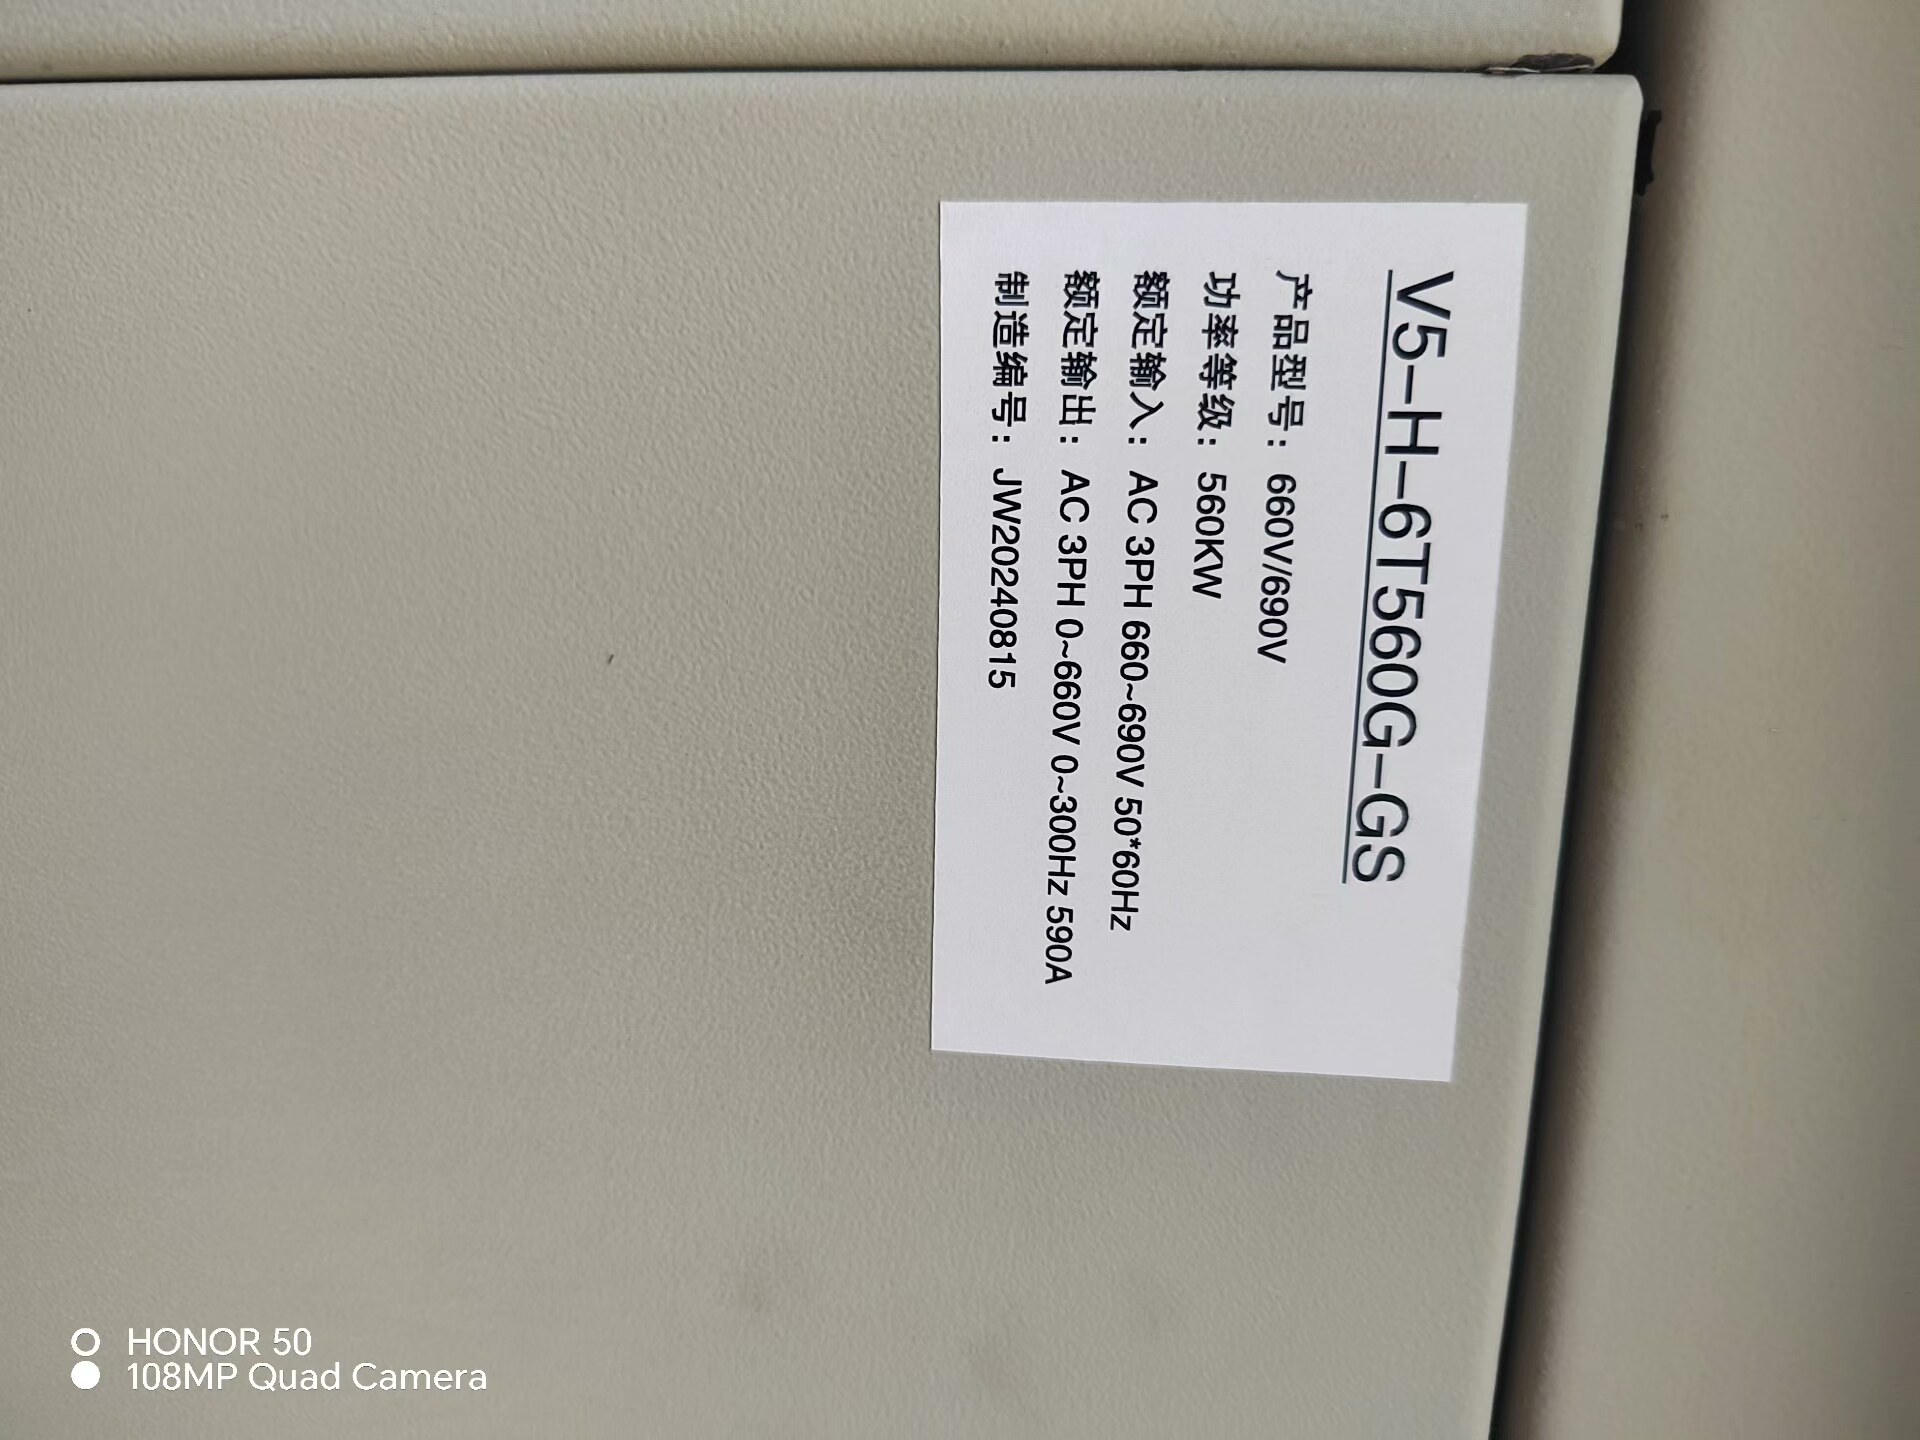 V5-H-6T560G-GS
产品型号：660V/690V
功率等级：560KW
额定输入：AC 3PH 660~690V 50*60Hz
额定输出：AC 3PH 0~660V 0~300Hz 590A
制造编号：JW20240815
HONOR 50
108MP Quad Camera